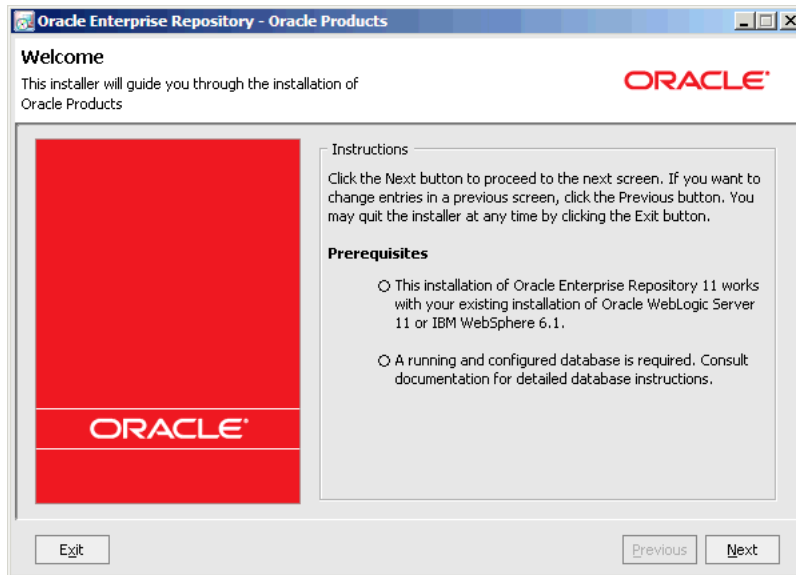 Oracle Enterprise Repository - Oracle Products
Welcome
This installer will guide you through the installation of
Oracle Products
ORACLE
Instructions
Click the Next button to proceed to the next screen. If you want to
change entries in a previous screen, click the Previous button. You
may quit the installer at any time by clicking the Exit button.
Prerequisites
This installation of Oracle Enterprise Repository 11 works
with your existing installation of Oracle WebLogic Server
11 or IBM WebSphere 6.1.
A running and configured database is required. Consult
documentation for detailed database instructions.
ORACLE
Exit
Previous
Next